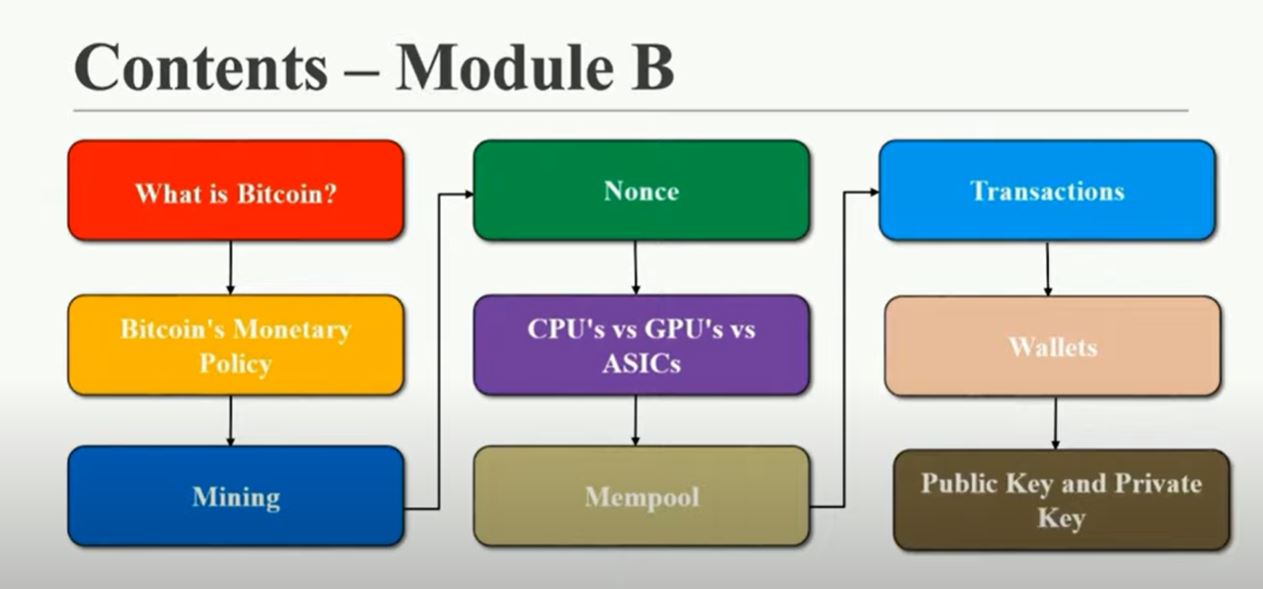 Contents – Module B
What is Bitcoin?
Bitcoin's Monetary
Policy
Mining
Nonce
CPU's vs GPU's vs
ASICs
Mempool
Transactions
Wallets
Public Key and Private
Key